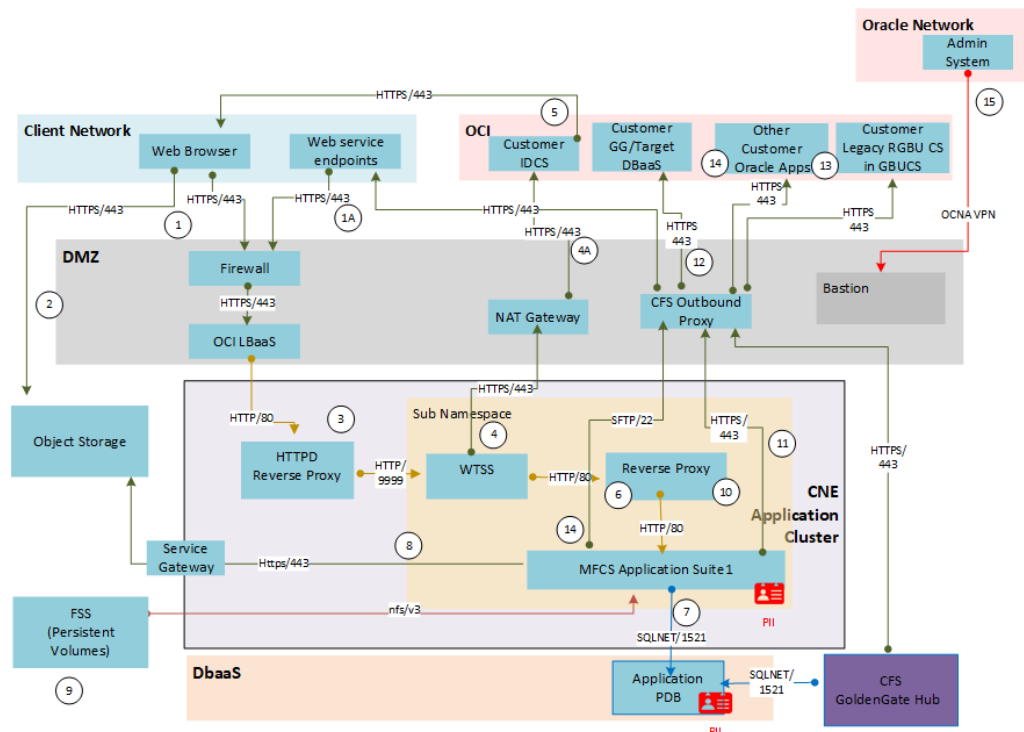 Oracle Network
Admin
System
15
HTTPS/443
5
Client Network
Web Browser
Web service
endpoints
OCI
Customer
IDCS
Customer
GG/Target
DBaaS
Other
Customer
Oracle Apps
14
13
Customer
Legacy RGBU CS
in GBUCS
HTTPS/443
HTTPS/443
HTTPS/443
1
1A
HTTPS/443
HTTPS/443
4A
HTTPS
443
12
HTTPS
443
HTTPS
443
OCNA VPN
DMZ
Firewall
2
HTTPS/443
OCI LBaaS
NAT Gateway
CFS Outbound
Proxy
Bastion
HTTP/80
3
HTTPS/443
Sub Namespace
4
SFTP/22
HTTPS/
443
11
HTTPS/
443
Object Storage
HTTPD
Reverse Proxy
HTTP/
9999
WTSS
HTTP/80
Reverse Proxy
6
10
CNE
Application
Cluster
HTTP/80
14
8
Service
Gateway
Https/443
MFCS Application Suite1
PII
FSS
(Persistent
Volumes)
nfs/v3
7
SQLNET/1521
9
DbaaS
Application
PDB
PII
SQLNET/
1521
CFS
GoldenGate Hub